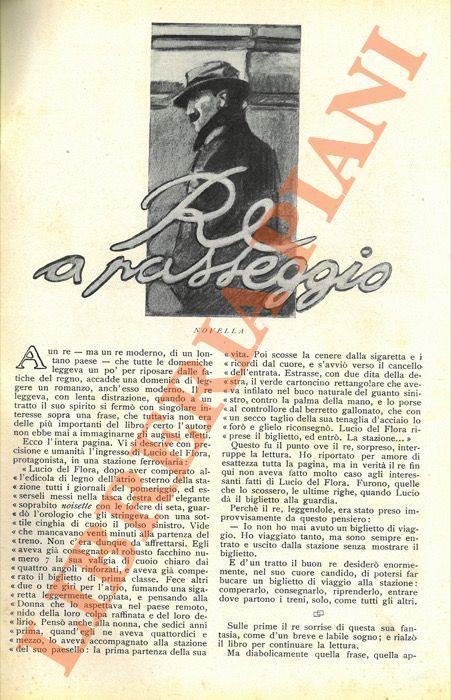 Re
a passeggio
NOVELLA
A un re — ma un re moderno, di un lon-
tano paese — che tutte le domeniche
leggeva un po' per riposar dalle fa-
tiche del regno, accadde una domenica di leg-
gere un romanzo, anch'esso moderno. Il re
leggeva, con lenta distrazione, quando a un
tratto il suo spirito si fermò con singolare in-
teresse sopra una frase, che tuttavia non era
delle più importanti del libro; certo l'autore
non ebbe mai a immaginarne la virtù.
Ecco l'intera pagina. Vi si descrive con pre-
cisione e umanità l'ingresso di Lucio del Flora,
protagonista, in una stazione ferroviaria:
« Lucio del Flora, dopo aver comperato al-
« l'edicola di legno dell'atrio esterno della sta-
« zione tutti i giornali del pomeriggio, ed es-
« serseli messi nella tasca destra dell'elegante
« soprabito noisette a fodere di seta, guar-
« dò l'orologio che gli stringeva con una sot-
« tile cinghia di cuoio il polso sinistro. Vide
« che mancavano minuti alla partenza del
« treno. Non c'era dunque da affrettarsi. Egli
« aveva già consegnato al giusto facchino nu-
« mero 7 la valigia di cuoio chiaro dai
« quattro angoli rinforzati, e aveva già compe-
« rato il biglietto di prima classe. Fece altri
« due o tre giri per l'atrio, fumando una siga-
« retta leggermente oppiata, e pensando alla
« Donna che lo aspettava nel paese remoto,
« nido della loro colpa raffinata e del loro de-
« lirio. Pensò anche alla nonna, che sedici anni
« prima, quand'egli ne aveva quattordici e
« mezzo, lo aveva accompagnato alla stazione
« del suo paesello: la prima partenza della sua
« vita. Poi scosse la cenere dalla sigaretta e i
« ricordi dal cuore, e s'avviò verso il cancello
« dell'entrata. Estrasse, con due dita della de-
« stra, il verde cartoncino rettangolare che ave-
« va infilato nel buco naturale del guanto sini-
« stro, contro la palma della mano, e lo porse
« al controllore dal berretto gallonato, che con
« un secco taglio della sua tenaglia d'acciaio lo
« forò e glielo riconsegnò. Lucio del Flora ri-
« prese il biglietto, ed entrò. La stazione... »
Questo fu il punto ove il re, sorpreso, inter-
ruppe la lettura. Ho riportato per amore di
esattezza tutta la pagina, ma in verità il re fin
qui non aveva fatto molto caso agli interes-
santi fatti di Lucio del Flora. Furono, quelle
che lo scossero, le ultime righe, quando Lucio
dà il biglietto alla guardia.
Perchè il re, leggendole, era stato preso im-
provvisamente da questo pensiero:
— Io non ho mai avuto un biglietto di viag-
gio. Ho viaggiato tanto, ma sono sempre en-
trato e uscito dalla stazione senza mostrare il
biglietto.
E d'un tratto il buon re desiderò enorme-
mente, nel suo cuore candido, di potersi far
bucare un biglietto di viaggio alla stazione:
comperarlo, consegnarlo, riprenderlo, entrare
dove partono i treni, solo, come tutti gli altri.
Sulle prime il re sorrise di questa sua fan-
tasia, come d'un breve e labile sogno; e rialzò
il libro per continuare la lettura.
Ma diabolicamente quella frase, quella ap-
LIBRERIA PIANI